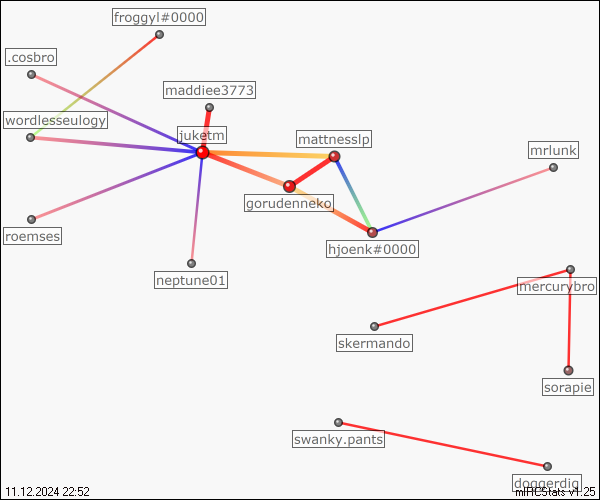 froggyl#0000
.cosbro
maddiee3773
wordlesseulogy
juketm
mattnesslp
mrlunk
gorudenneko
roemses
hjoenk#0000
neptune01
mercurybro
skermando
sorapie
swanky.pants
doggerdig
11.12.2024 22:52
mIRCStats v1.25